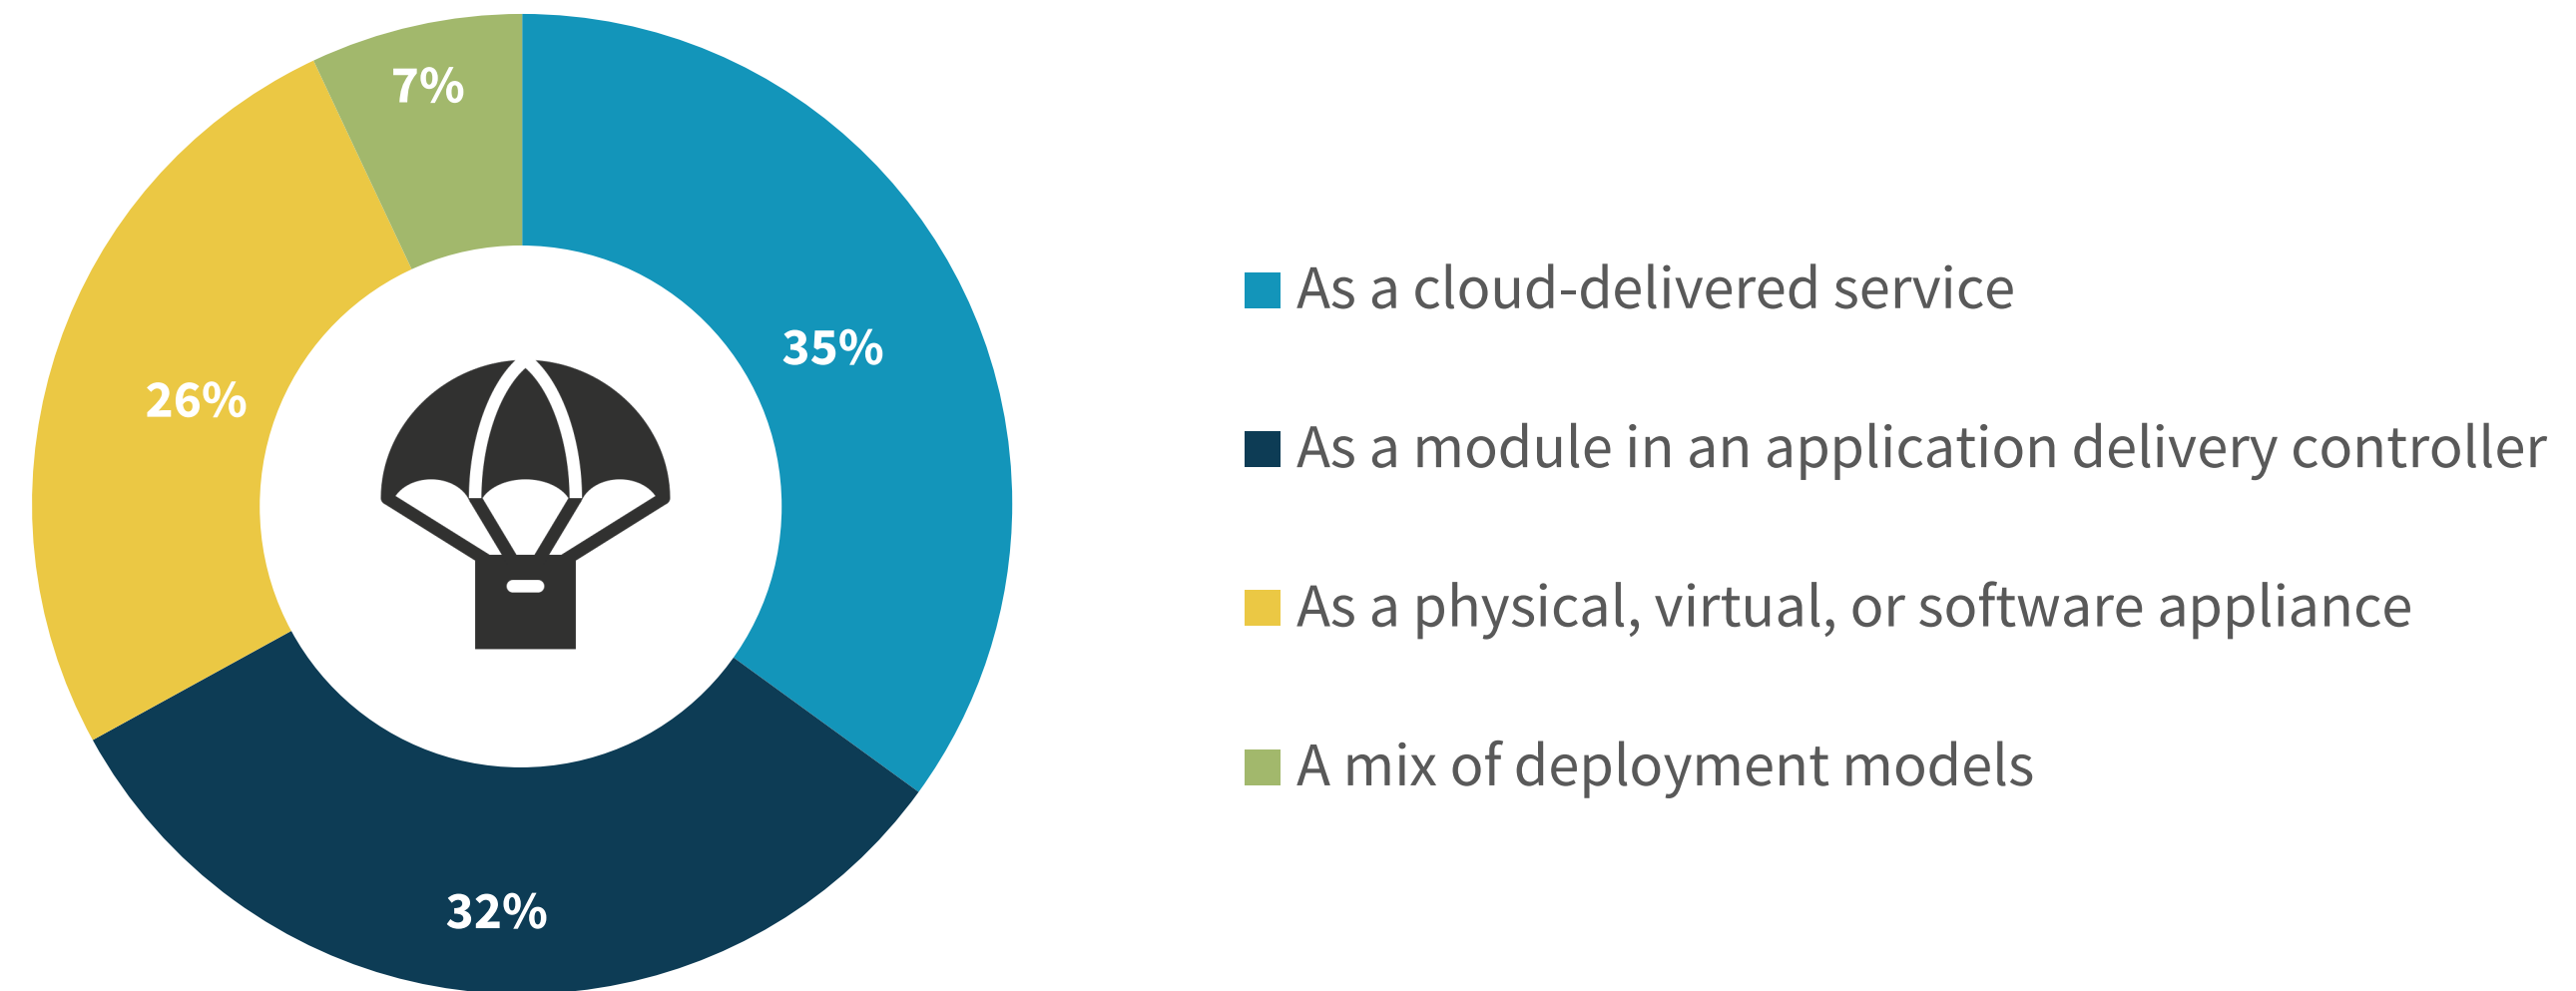 7%
35%
26%
32%
As a cloud-delivered service
As a module in an application delivery controller
As a physical, virtual, or software appliance
A mix of deployment models